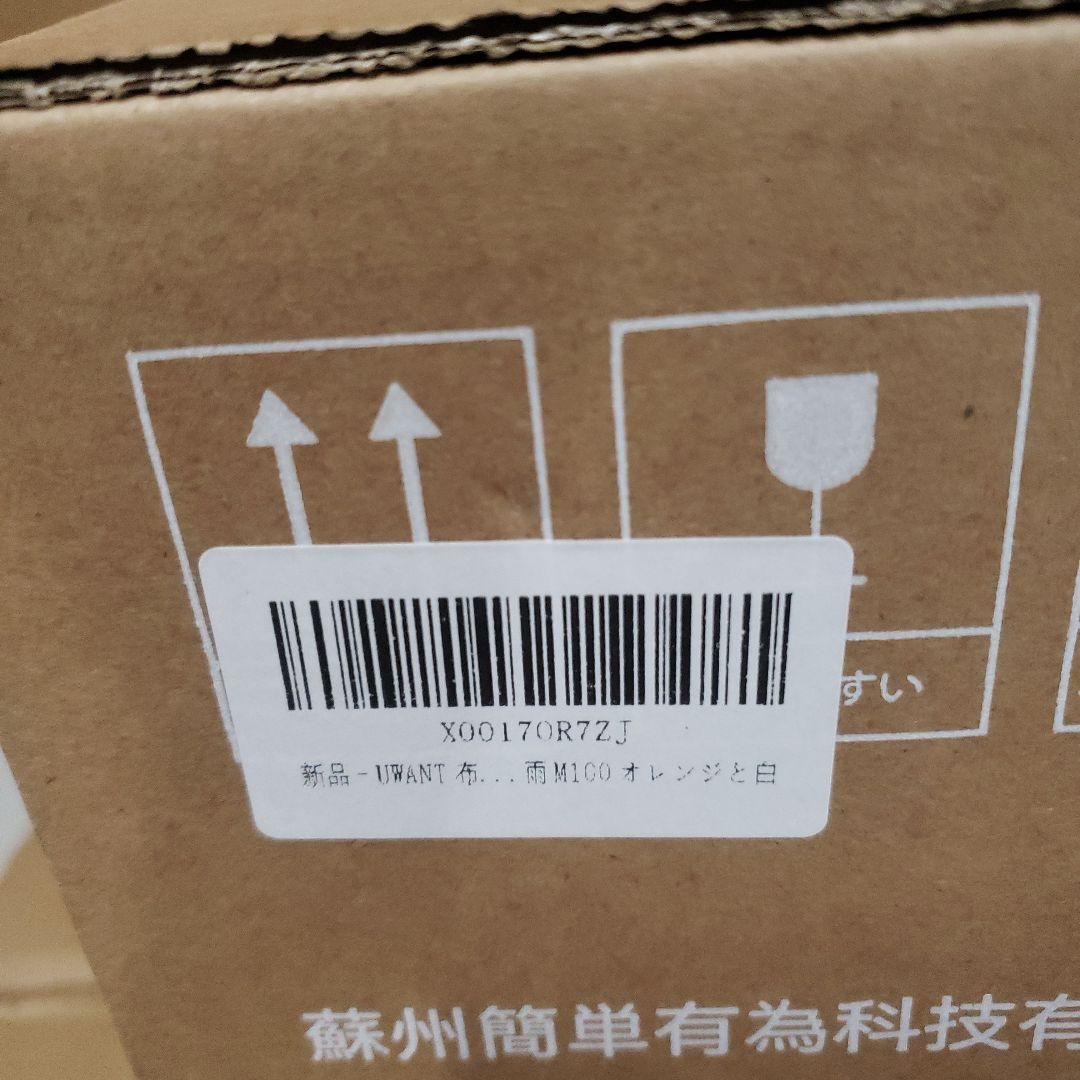 すい
X00170R7ZJ
新品 - UWANT 布... 雨 M100 オレンジと白
蘇州簡単有為科技有